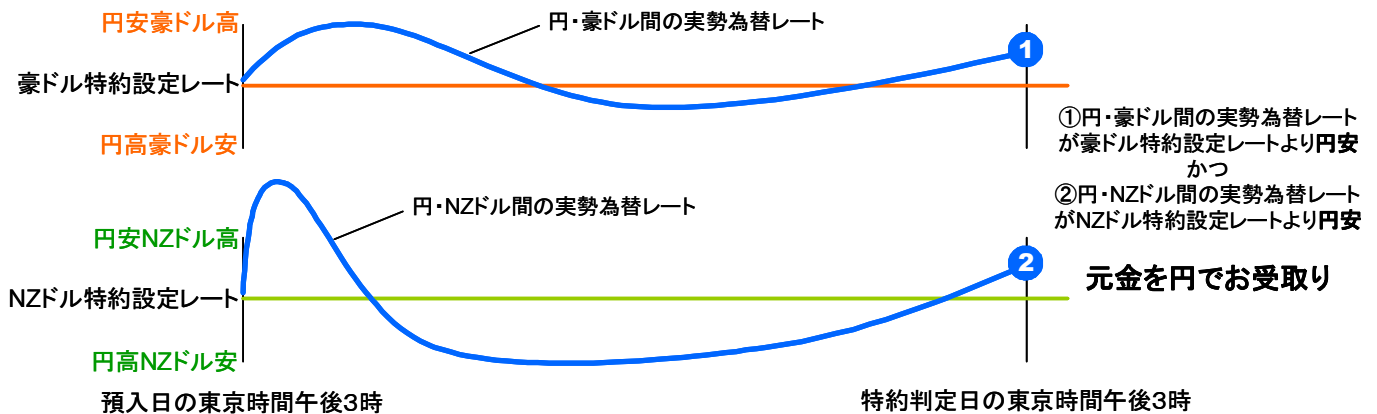 円安豪ドル高
円・豪ドル間の実勢為替レート
1
豪ドル特約設定レート
円高豪ドル安
①円・豪ドル間の実勢為替レート
が豪ドル特約設定レートより円安
かつ
②円・NZドル間の実勢為替レート
がNZドル特約設定レートより円安
元金を円でお受取り
円・NZドル間の実勢為替レート
円安NZドル高
2
NZドル特約設定レート
円高NZドル安
預入日の東京時間午後3時
特約判定日の東京時間午後3時